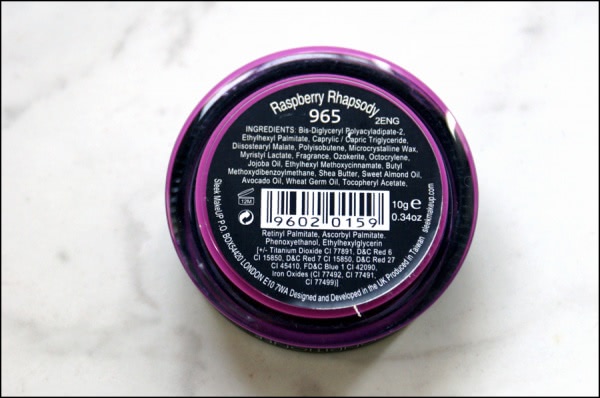 Raspberry Rhapsody
965
2ENG
INGREDIENTS: Bis-Diglyceryl Polyacyladipate-2,
Ethylhexyl Palmitate, Caprylic / Capric Triglyceride,
Diisostearyl Malate, Polyisobutene, Microcrystalline Wax,
Myristyl Lactate, Fragrance, Ozokerite, Octocrylene,
Jojoba Oil, Ethylhexyl Methoxycinnamate, Butyl
Methoxydibenzoylmethane, Shea Butter, Sweet Almond Oil,
Avocado Oil, Wheat Germ Oil, Tocopheryl Acetate,
12M
9602 0159
10g e
0.34oz
Retinyl Palmitate, Ascorbyl Palmitate.
Phenoxyethanol, Ethylhexylglycerin
[+/- Titanium Dioxide CI 77891, D&C Red 6
CI 15850, D&C Red 7 CI 15850, D&C Red 27
CI 45410, FD&C Blue 1 CI 42090,
Iron Oxides (CI 77492, CI 77491,
CI 77499)]
Sleek MakeUP P.O. BOX54420 LONDON E10 7WA Designed and Developed in the UK Produced in Taiwan sleekmakeup.com